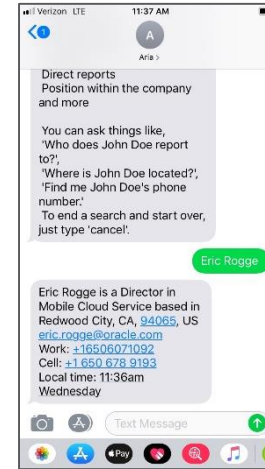 Verizon LTE 11:37 AM
1
A
Aria >
Direct reports
Position within the company
and more
You can ask things like,
'Who does John Doe report
to?',
'Where is John Doe located?',
'Find me John Doe's phone
number.'
To end a search and start over,
just type 'cancel'.
Eric Rogge
Eric Rogge is a Director in
Mobile Cloud Service based in
Redwood City, CA, 94065, US
eric.rogge@oracle.com
Work: +16506071092
Cell: +1 650 678 9193
Local time: 11:36am
Wednesday
Text Message
Pay